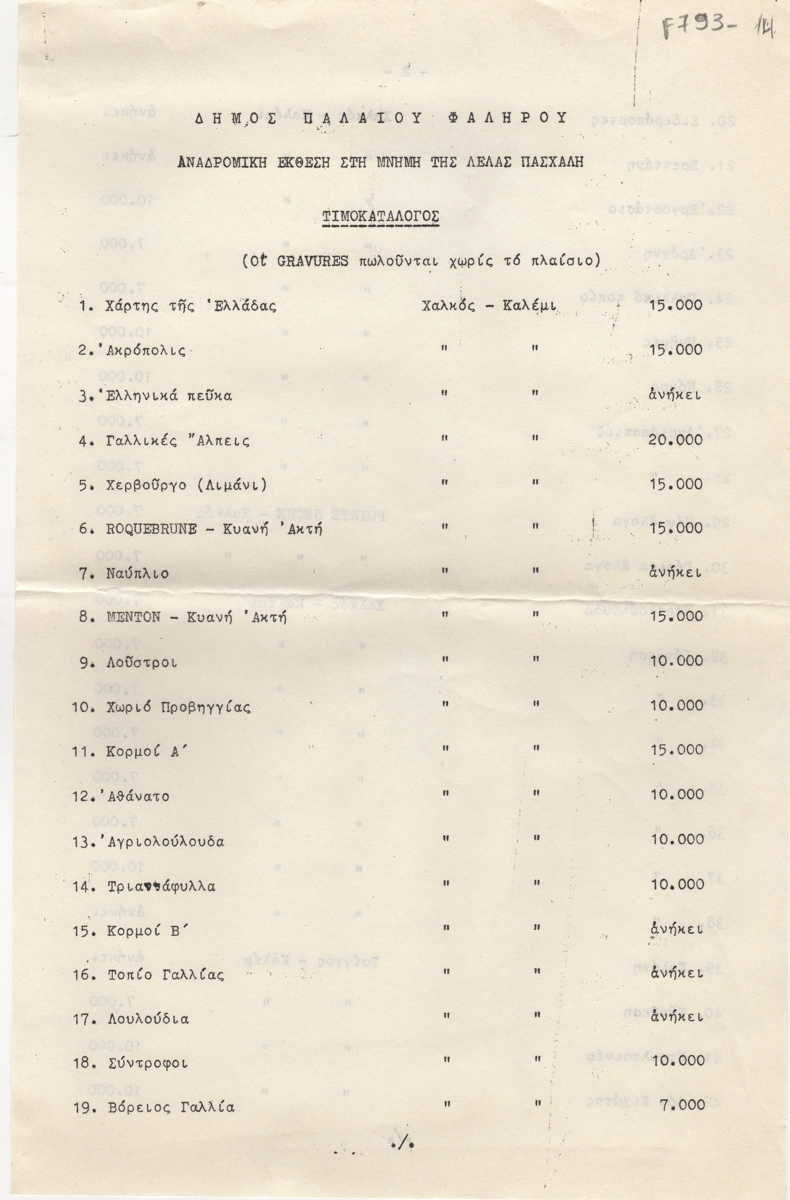 F793-
Δ Η Μ Ο Σ Π Α Λ Α Ι Ο Υ Φ Α Λ Η Ρ Ο Υ
ΑΝΑΔΡΟΜΙΚΗ ΕΚΘΕΣΗ ΣΤΗ ΜΝΗΜΗ ΤΗΣ ΛΕΛΑΣ ΠΑΣΧΑΛΗ
ΤΙΜΟΚΑΤΑΛΟΓΟΣ
(Οἱ GRAVURES πωλοῦνται χωρίς τό πλαίσιο)
1. Χάρτης τῆς Ἑλλάδας Χαλκός - Καλέμι 15.000
2. Ἀκρόπολις " " 15.000
3. Ἑλληνικά πεῦκα " " ἀνήκει
4. Γαλλικές Ἄλπεις " " 20.000
5. Χερβοῦργο (Λιμάνι) " " 15.000
6. ROQUEBRUNE - Κυανή Ἀκτή " " 15.000
7. Ναύπλιο " " ἀνήκει
8. MENTON - Κυανή Ἀκτή " " 15.000
9. Λοῦστροι " " 10.000
10. Χωριό Προβηγγίας " " 10.000
11. Κορμοί Α´ " " 15.000
12. Ἀθάνατο " " 10.000
13. Ἀγριολούλουδα " " 10.000
14. Τριαντάφυλλα " " 10.000
15. Κορμοί Β´ " " ἀνήκει
16. Τοπίο Γαλλίας " " ἀνήκει
17. Λουλούδια " " ἀνήκει
18. Σύντροφοι " " 10.000
19. Βόρειος Γαλλία " " 7.000
./.